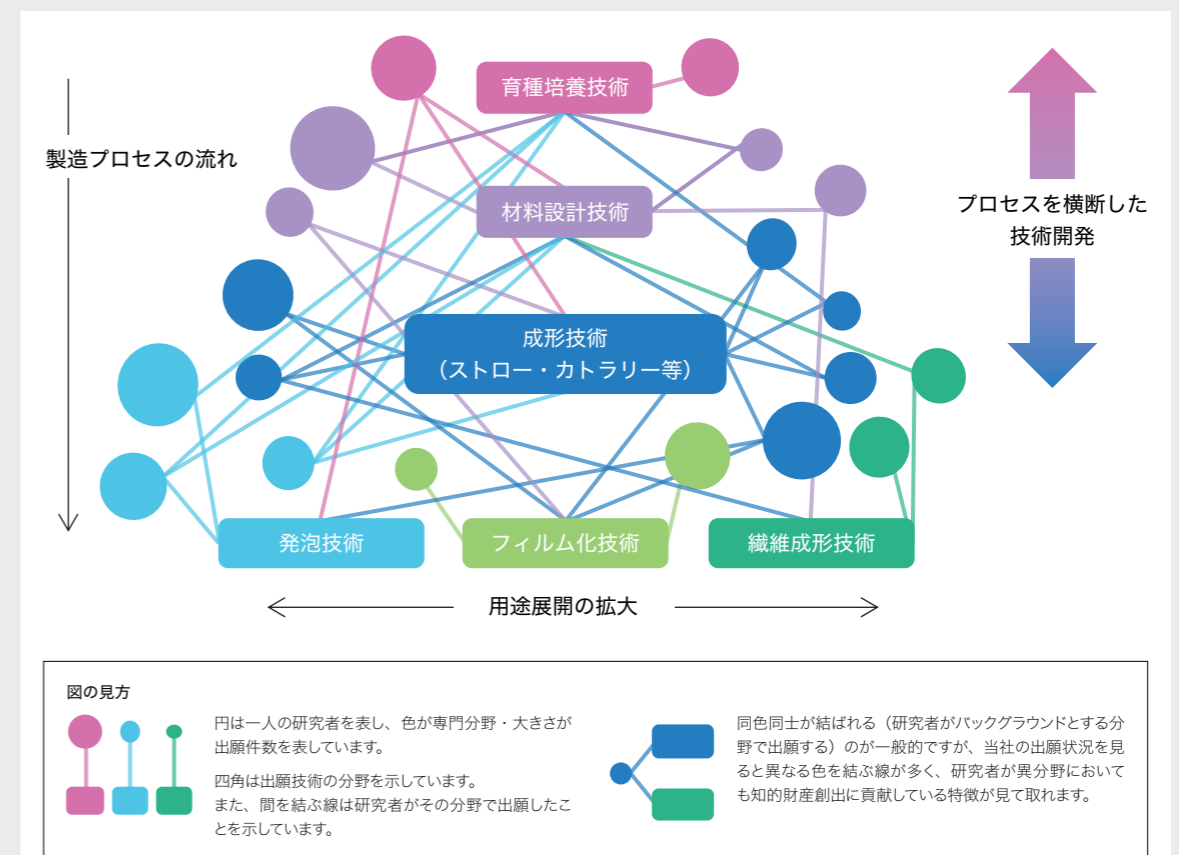 育種培養技術
製造プロセスの流れ
材料設計技術
プロセスを横断した
技術開発
成形技術
（ストロー・カトラリー等）
発泡技術
フィルム化技術
繊維成形技術
用途展開の拡大
図の見方
円は一人の研究者を表し、色が専門分野・大きさが
出願件数を表しています。
四角は出願技術の分野を示しています。
また、間を結ぶ線は研究者がその分野で出願したこ
とを示しています。
同色同士が結ばれる（研究者がバックグラウンドとする分
野で出願する）のが一般的ですが、当社の出願状況を見
ると異なる色を結ぶ線が多く、研究者が異分野において
も知的財産創出に貢献している特徴が見て取れます。